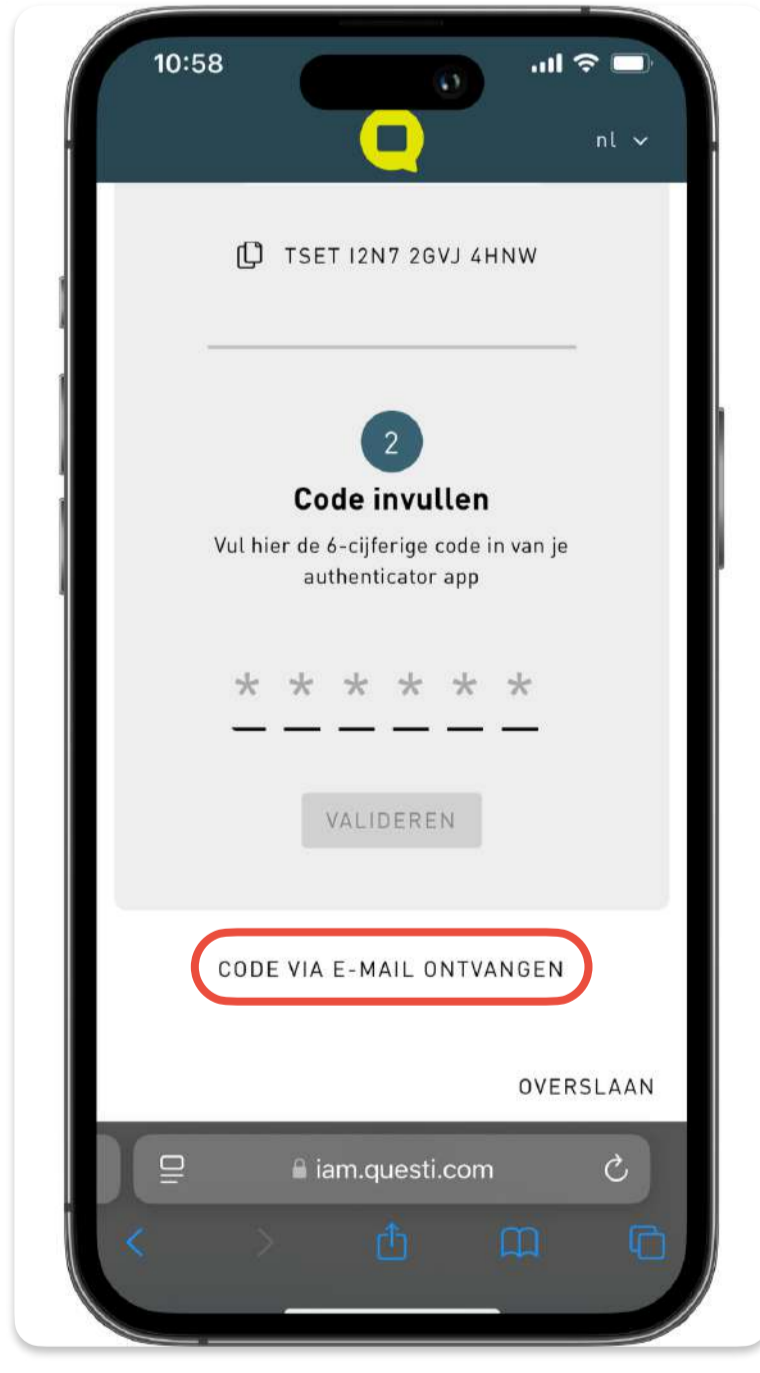 10:58
nl
TSET I2N7 2GVJ 4HNW
2
Code invullen
Vul hier de 6-cijferige code in van je
authenticator app
* * * * * *
VALIDEREN
CODE VIA E-MAIL ONTVANGEN
OVERSLAAN
iam.questi.com